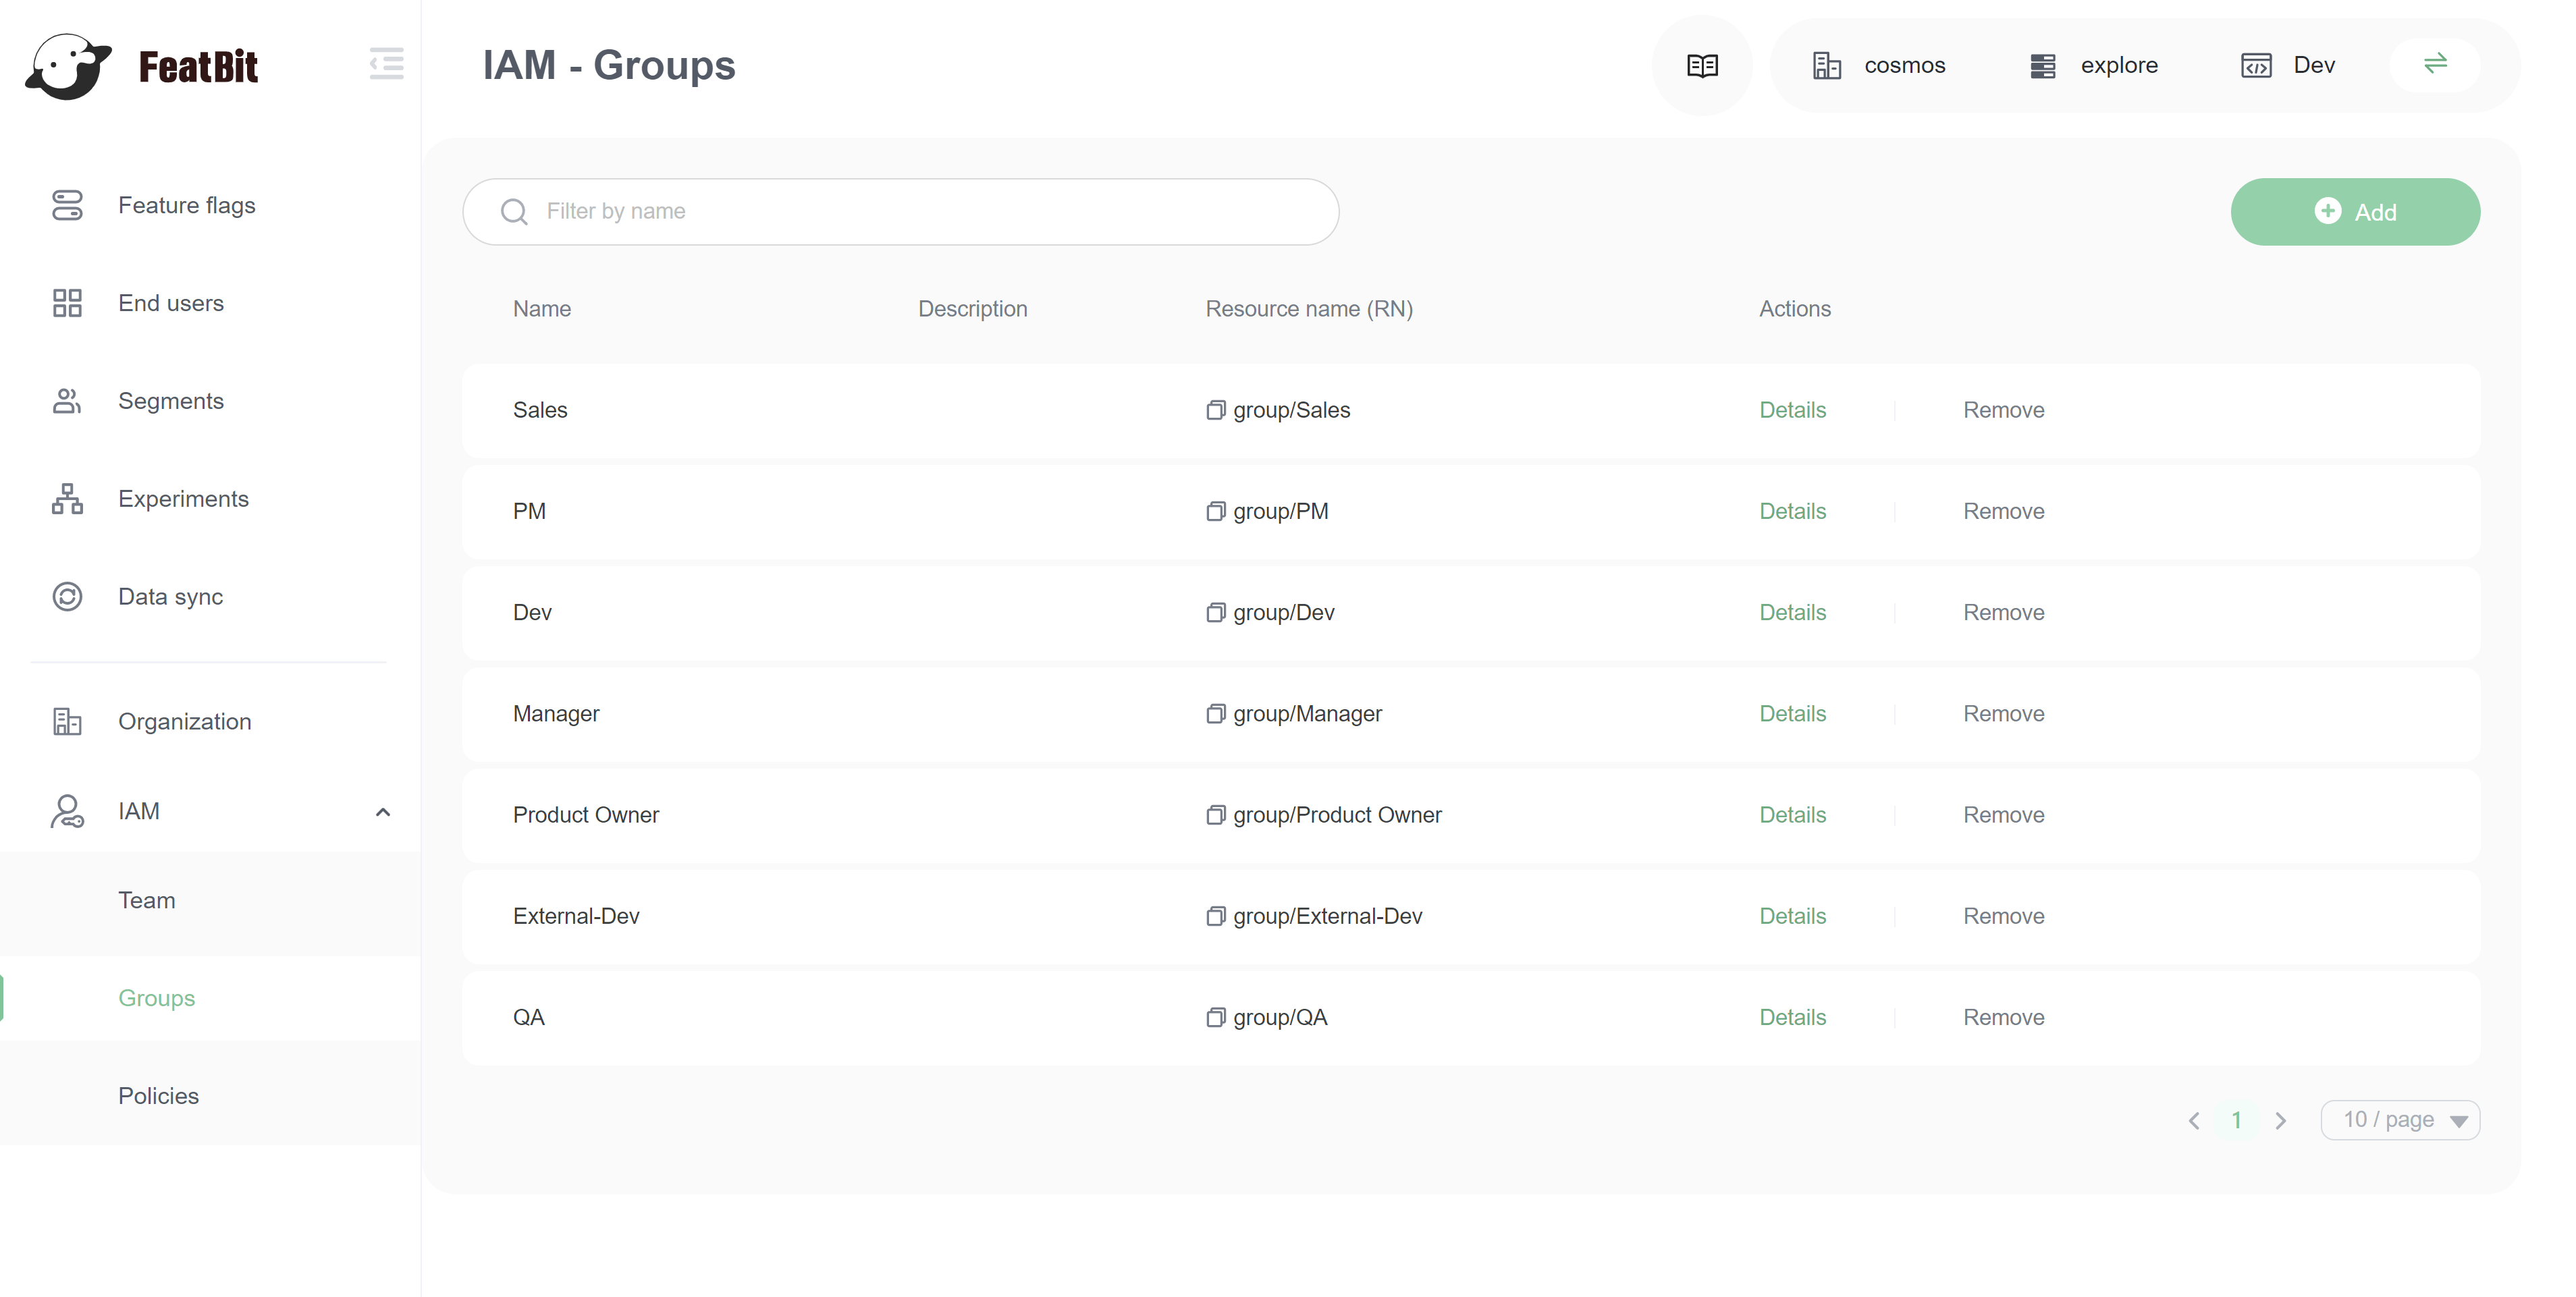 FeatBit
IAM - Groups
cosmos
explore
Dev
Feature flags
End users
Segments
Experiments
Data sync
Organization
IAM
Team
Groups
Policies
Filter by name
Add
Name Description Resource name (RN) Actions
Sales group/Sales Details Remove
PM group/PM Details Remove
Dev group/Dev Details Remove
Manager group/Manager Details Remove
Product Owner group/Product Owner Details Remove
External-Dev group/External-Dev Details Remove
QA group/QA Details Remove
1 10 / page